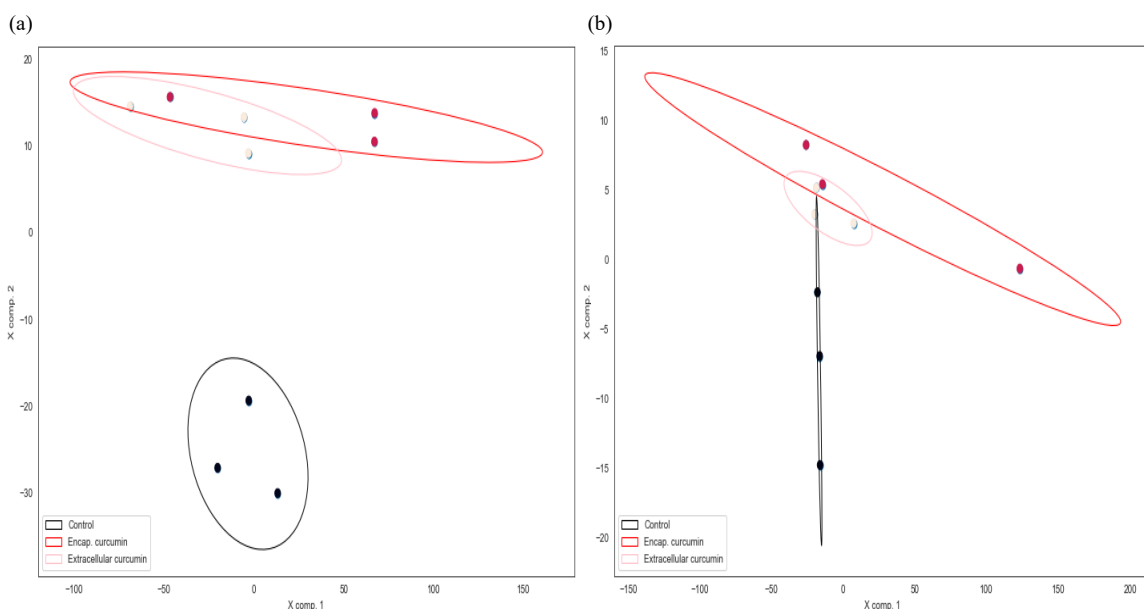 (a)
(b)
20
10
0
−10
−20
−30
X comp. 2
−100 −50 0 50 100 150
X comp. 1
Control
Encap. curcumin
Extracellular curcumin
15
10
5
0
−5
−10
−15
−20
X comp. 2
−150 −100 −50 0 50 100 150 200
X comp. 1
Control
Encap. curcumin
Extracellular curcumin